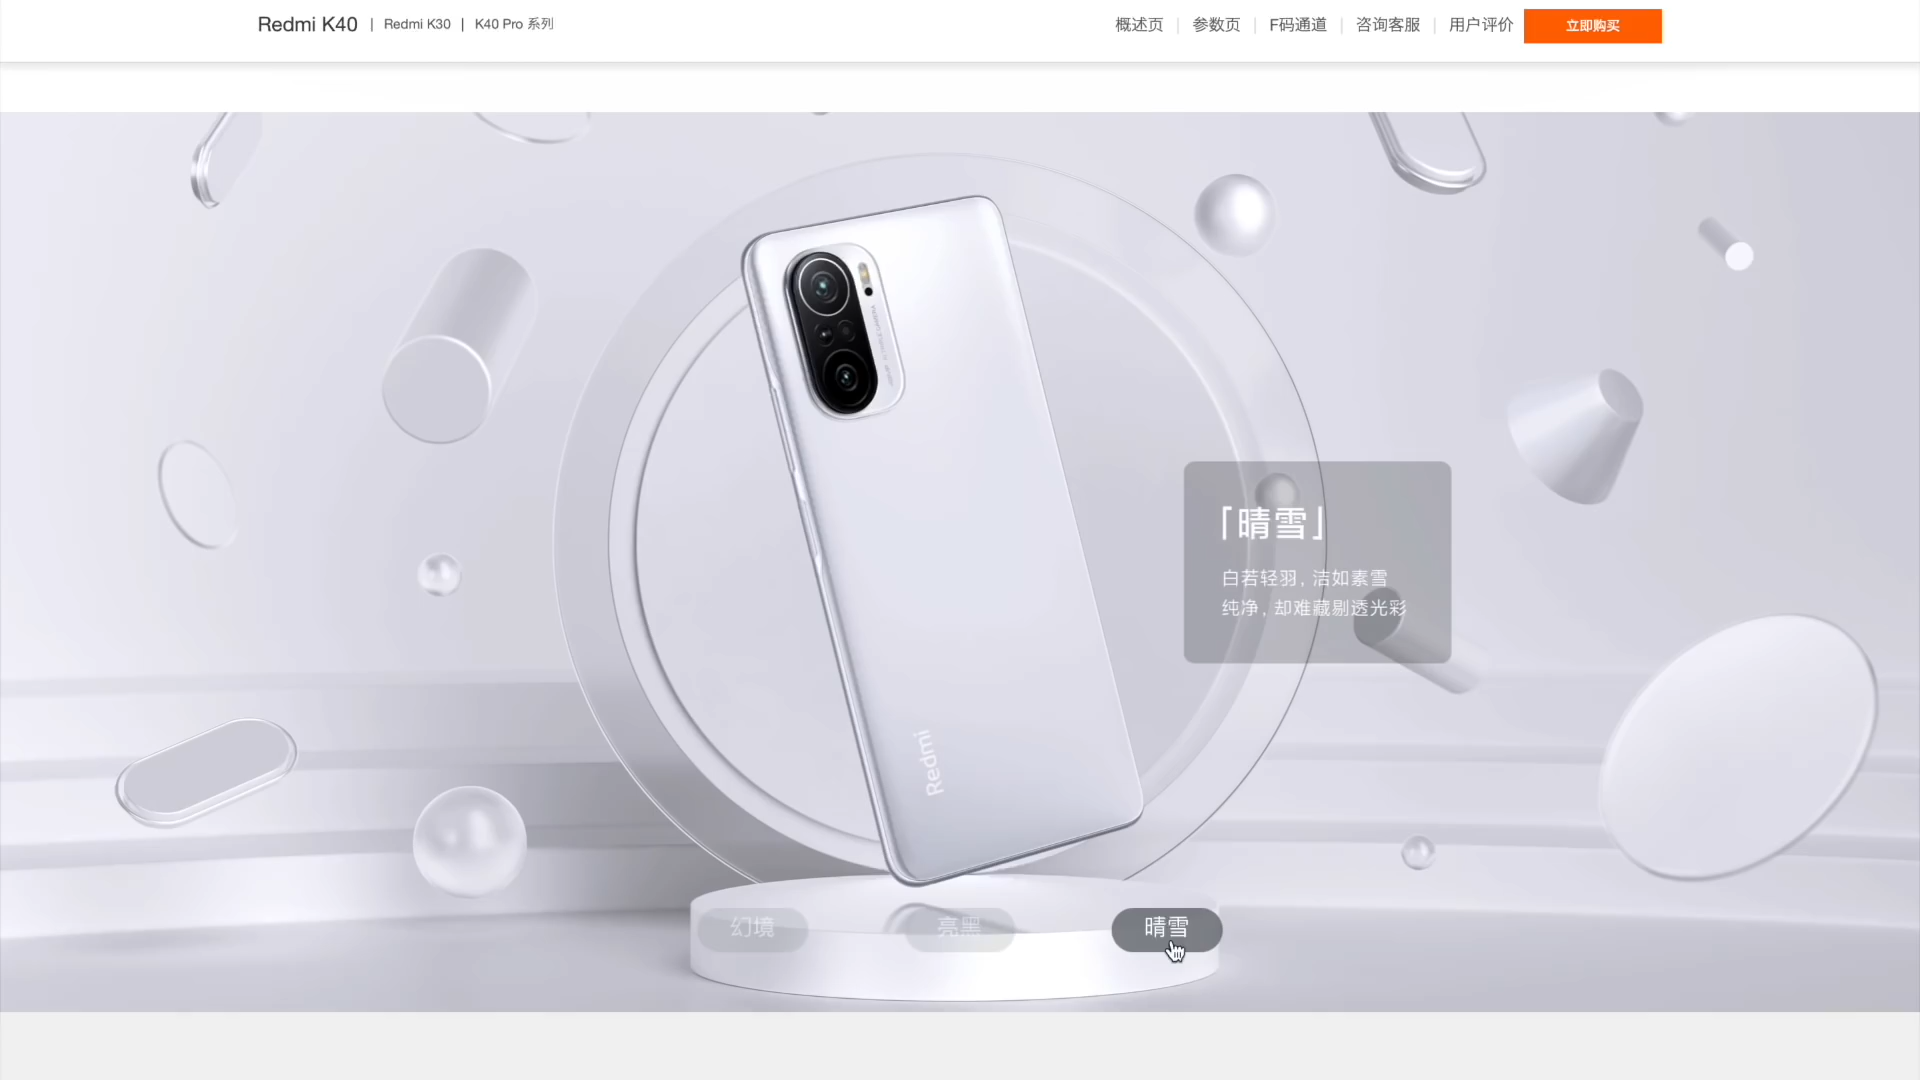 Redmi K40 | Redmi K30 | K40 Pro 系列
概述页 | 参数页 | F码通道 | 咨询客服 | 用户评价 立即购买
「晴雪」
白若轻羽, 洁如素雪
纯净, 却难藏剔透光彩
Redmi
幻境 亮黑 晴雪